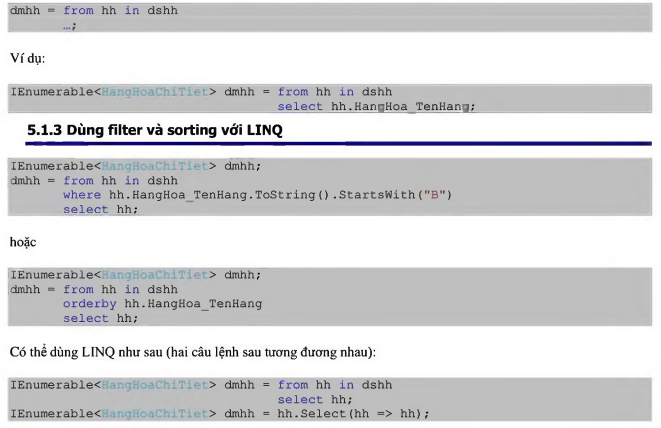 dmhh = from hh in dshh
…;
Ví dụ:
IEnumerable<HangHoaChiTiet> dmhh = from hh in dshh
select hh.HangHoa_TenHang;
5.1.3 Dùng filter và sorting với LINQ
IEnumerable<HangHoaChiTiet> dmhh;
dmhh = from hh in dshh
where hh.HangHoa_TenHang.ToString().StartsWith("B")
select hh;
hoặc
IEnumerable<HangHoaChiTiet> dmhh;
dmhh = from hh in dshh
orderby hh.HangHoa_TenHang
select hh;
Có thể dùng LINQ như sau (hai câu lệnh sau tương đương nhau):
IEnumerable<HangHoaChiTiet> dmhh = from hh in dshh
select hh;
IEnumerable<HangHoaChiTiet> dmhh = hh.Select(hh => hh);